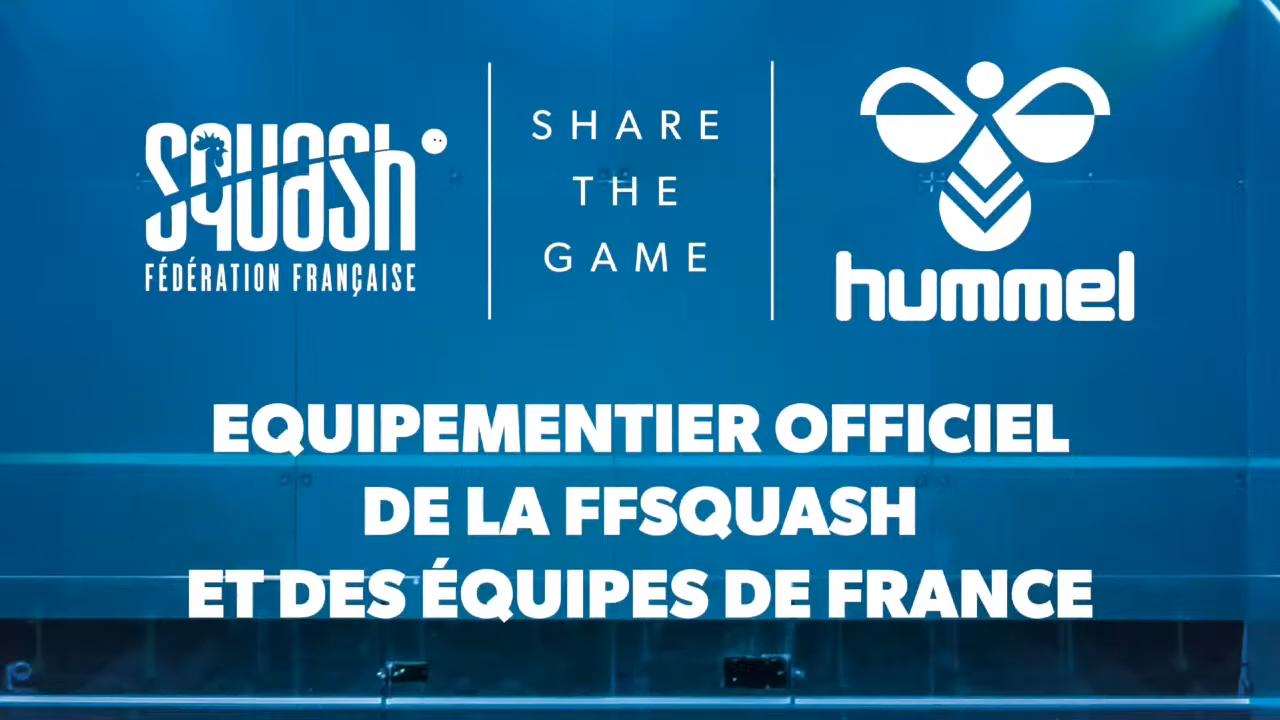 squash
FÉDÉRATION FRANÇAISE
SHARE
THE
GAME
hummel
EQUIPEMENTIER OFFICIEL
DE LA FFSQUASH
ET DES ÉQUIPES DE FRANCE